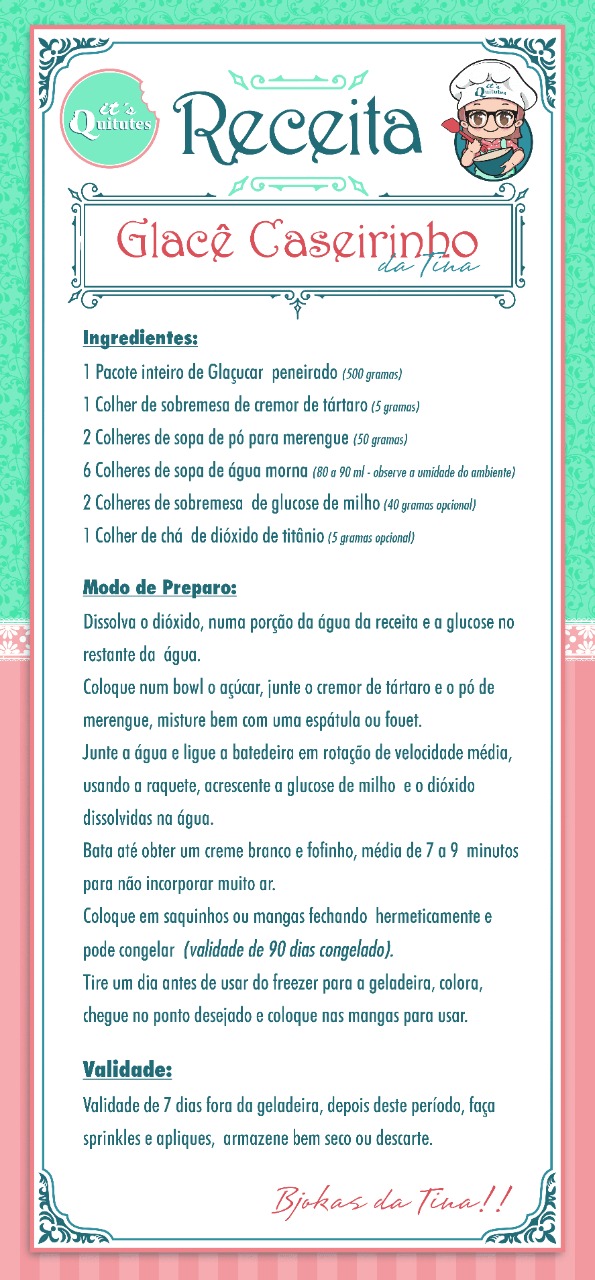 it's
Quitutes
Receita
it's
Quitutes
Glacê Caseirinho
da Tina
Ingredientes:
1 Pacote inteiro de Glaçucar peneirado (500 gramas)
1 Colher de sobremesa de cremor de tártaro (5 gramas)
2 Colheres de sopa de pó para merengue (50 gramas)
6 Colheres de sopa de água morna (80 a 90 ml - observe a umidade do ambiente)
2 Colheres de sobremesa de glucose de milho (40 gramas opcional)
1 Colher de chá de dióxido de titânio (5 gramas opcional)
Modo de Preparo:
Dissolva o dióxido, numa porção da água da receita e a glucose no
restante da água.
Coloque num bowl o açúcar, junte o cremor de tártaro e o pó de
merengue, misture bem com uma espátula ou fouet.
Junte a água e ligue a batedeira em rotação de velocidade média,
usando a raquete, acrescente a glucose de milho e o dióxido
dissolvidas na água.
Bata até obter um creme branco e fofinho, média de 7 a 9 minutos
para não incorporar muito ar.
Coloque em saquinhos ou mangas fechando hermeticamente e
pode congelar (validade de 90 dias congelado).
Tire um dia antes de usar do freezer para a geladeira, colora,
chegue no ponto desejado e coloque nas mangas para usar.
Validade:
Validade de 7 dias fora da geladeira, depois deste período, faça
sprinkles e apliques, armazene bem seco ou descarte.
Bjokas da Tina!!